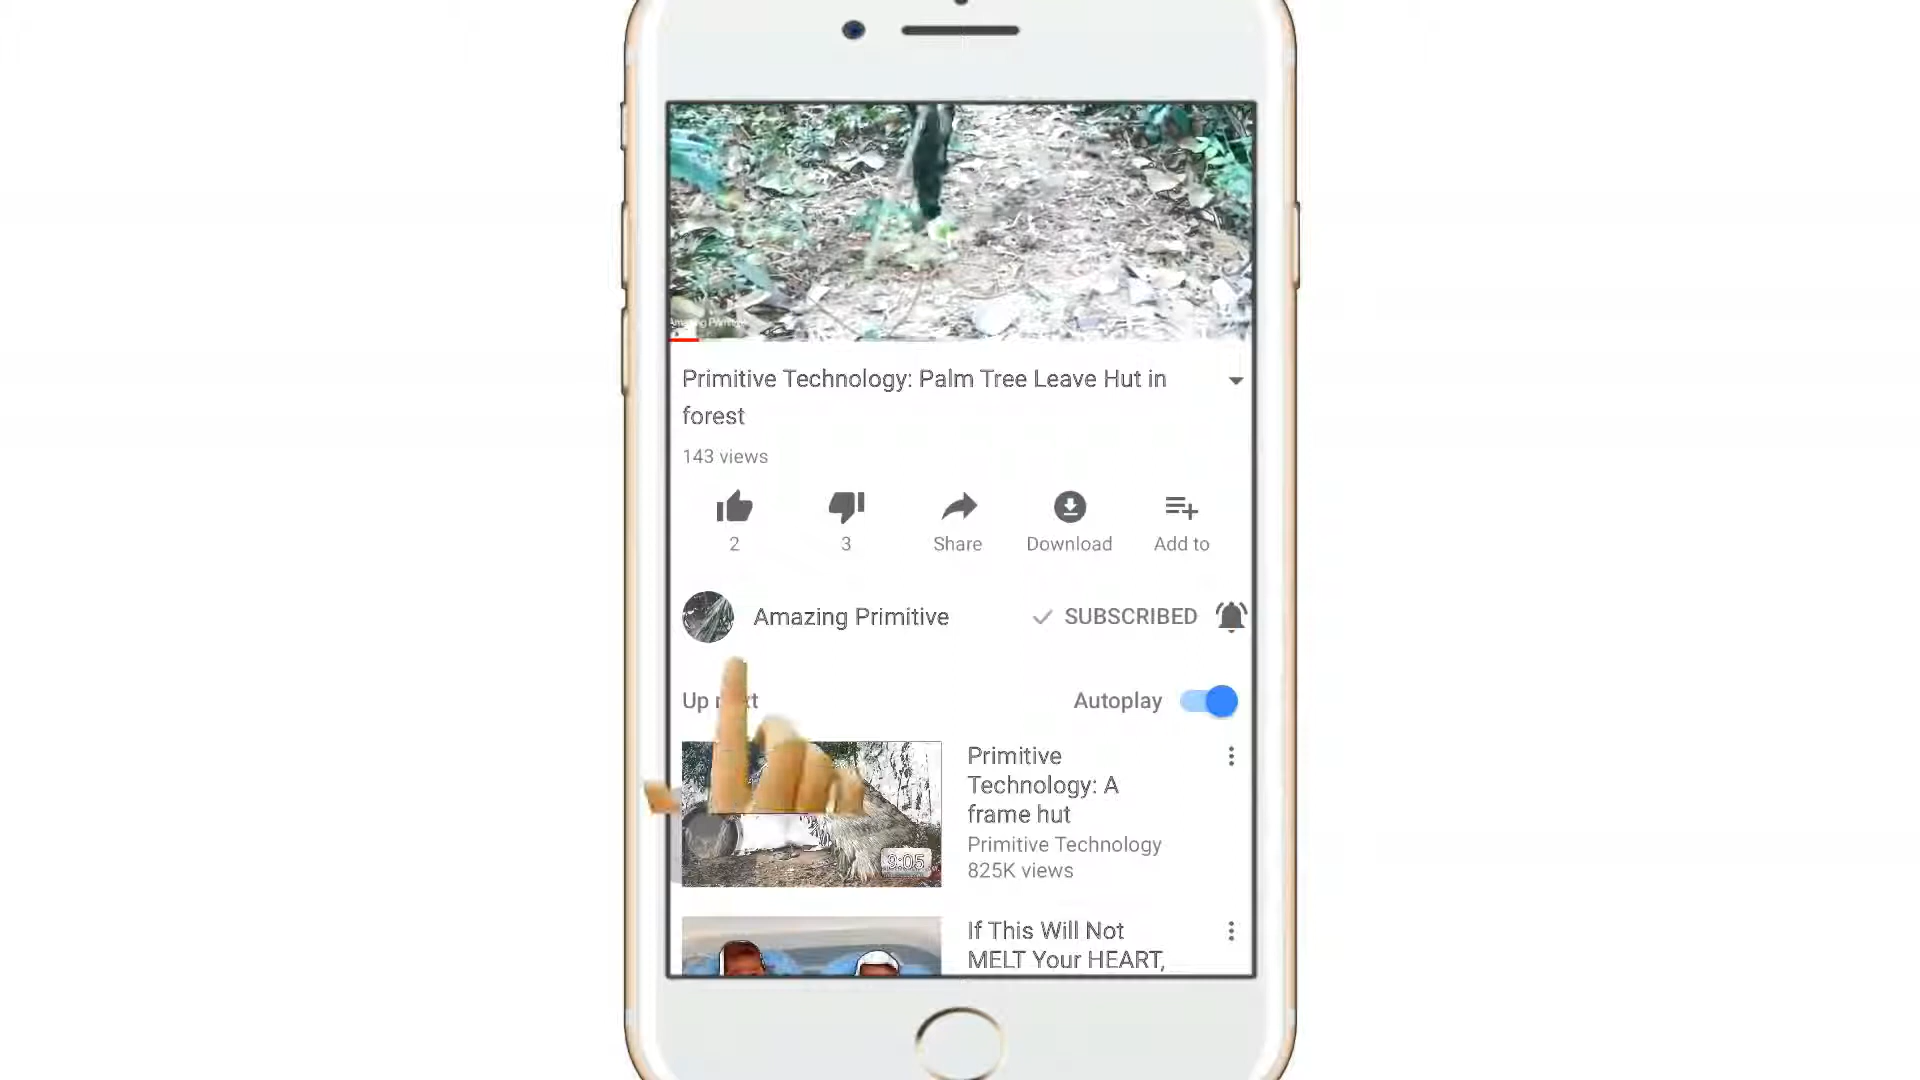 Primitive Technology: Palm Tree Leave Hut in
forest
143 views
2
3
Share
Download
Add to
Amazing Primitive
SUBSCRIBED
Up
Autoplay
Primitive
Technology: A
frame hut
Primitive Technology
825K views
9:05
If This Will Not
MELT Your HEART,